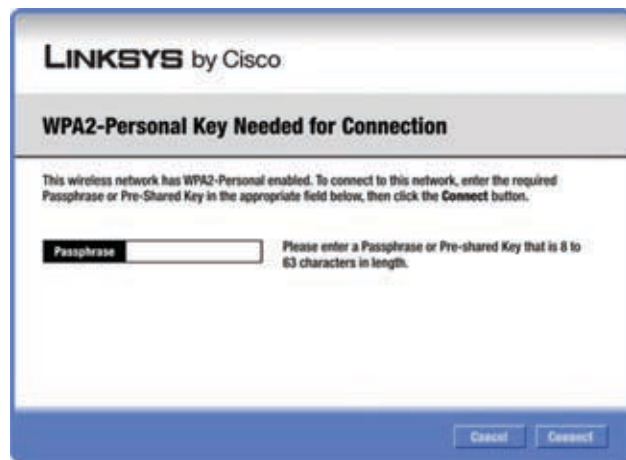 LINKSYS by Cisco
WPA2-Personal Key Needed for Connection
This wireless network has WPA2-Personal enabled. To connect to this network, enter the required
Passphrase or Pre-Shared Key in the appropriate field below, then click the Connect button.
Passphrase
Please enter a Passphrase or Pre-shared Key that is 8 to
63 characters in length.
Cancel Connect